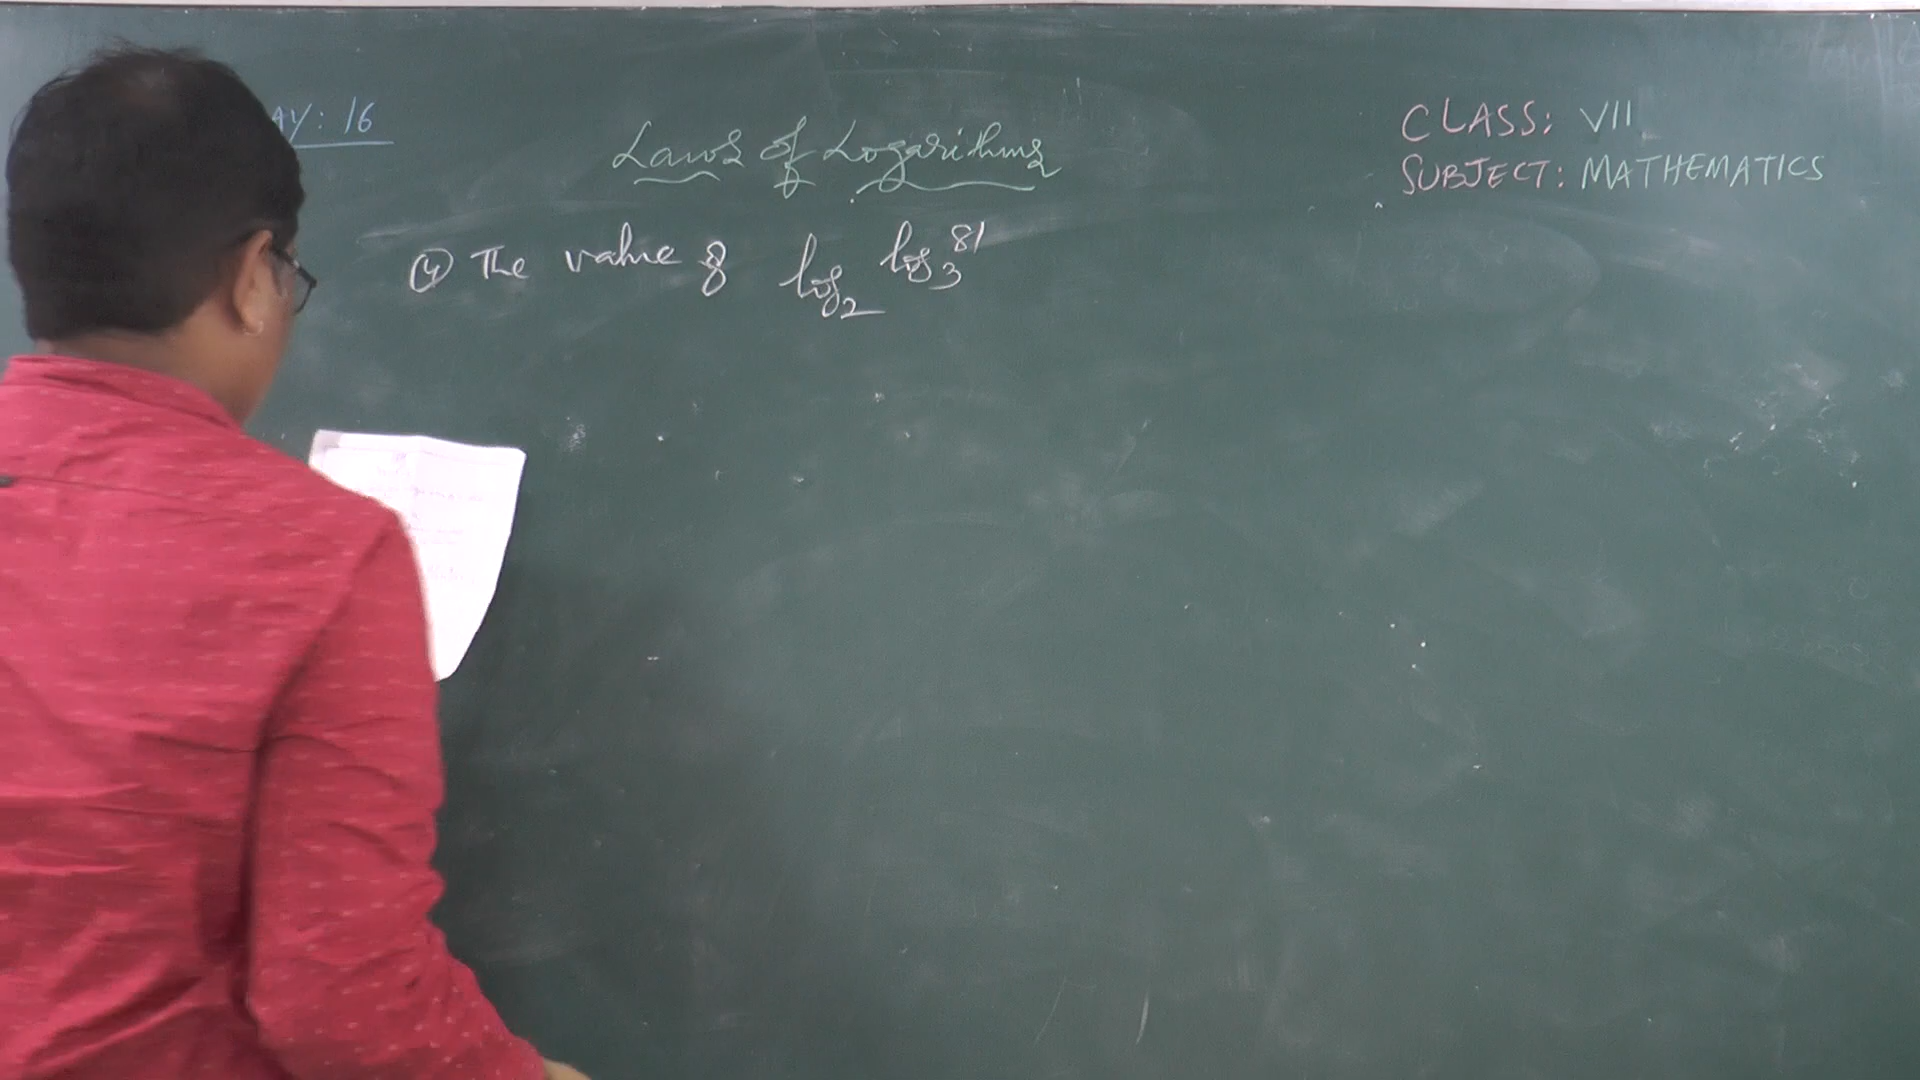 AY: 16
Laws of Logarithms
CLASS: VII
SUBJECT: MATHEMATICS
(4) The value of log₂ log₃ 81